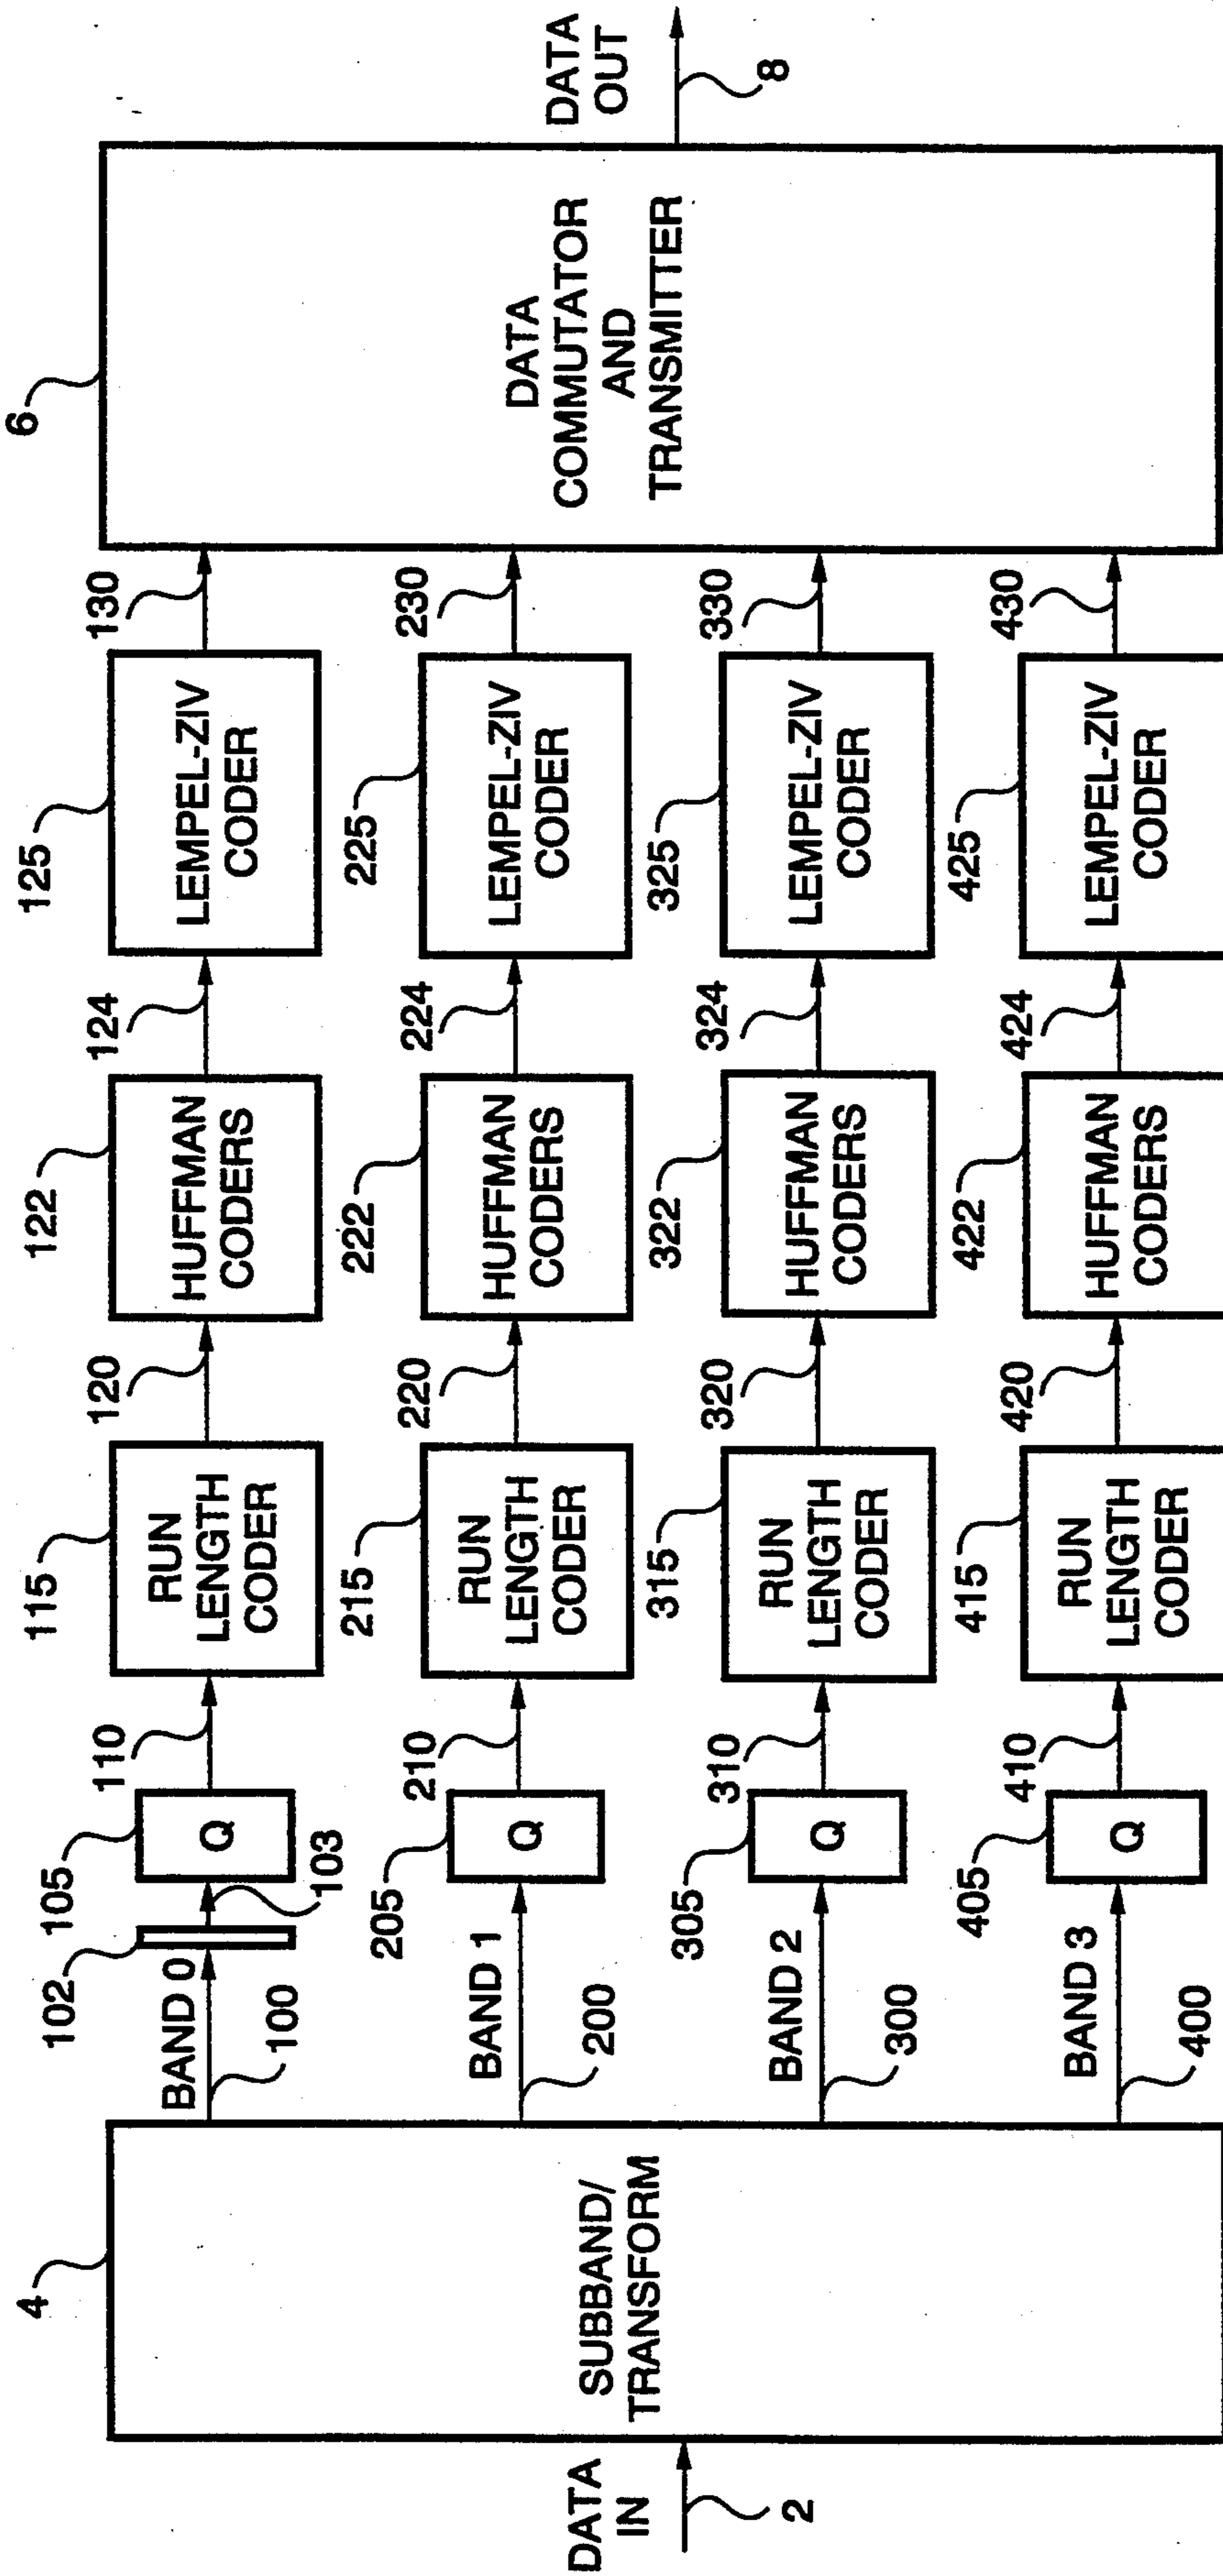 DATA
IN
2
4
SUBBAND/
TRANSFORM
BAND 0
100
102
103
105
Q
110
115
RUN
LENGTH
CODER
120
122
HUFFMAN
CODERS
124
125
LEMPEL-ZIV
CODER
130
BAND 1
200
205
Q
210
215
RUN
LENGTH
CODER
220
222
HUFFMAN
CODERS
224
225
LEMPEL-ZIV
CODER
230
BAND 2
300
305
Q
310
315
RUN
LENGTH
CODER
320
322
HUFFMAN
CODERS
324
325
LEMPEL-ZIV
CODER
330
BAND 3
400
405
Q
410
415
RUN
LENGTH
CODER
420
422
HUFFMAN
CODERS
424
425
LEMPEL-ZIV
CODER
430
6
DATA
COMMUTATOR
AND
TRANSMITTER
DATA
OUT
8